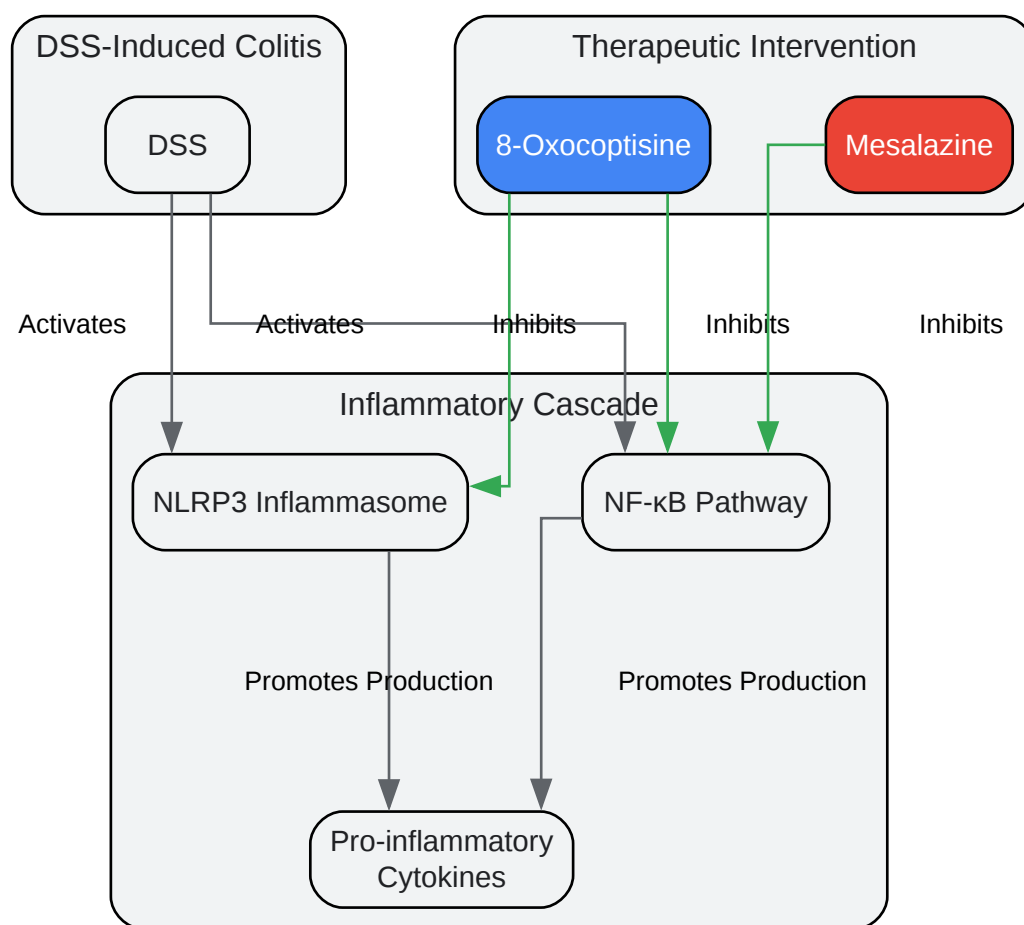 DSS-Induced Colitis
Therapeutic Intervention
DSS
8-Oxocoptisine
Mesalazine
Activates
Activates
Inhibits
Inhibits
Inhibits
Inflammatory Cascade
NLRP3 Inflammasome
NF-κB Pathway
Promotes Production
Promotes Production
Pro-inflammatory
Cytokines